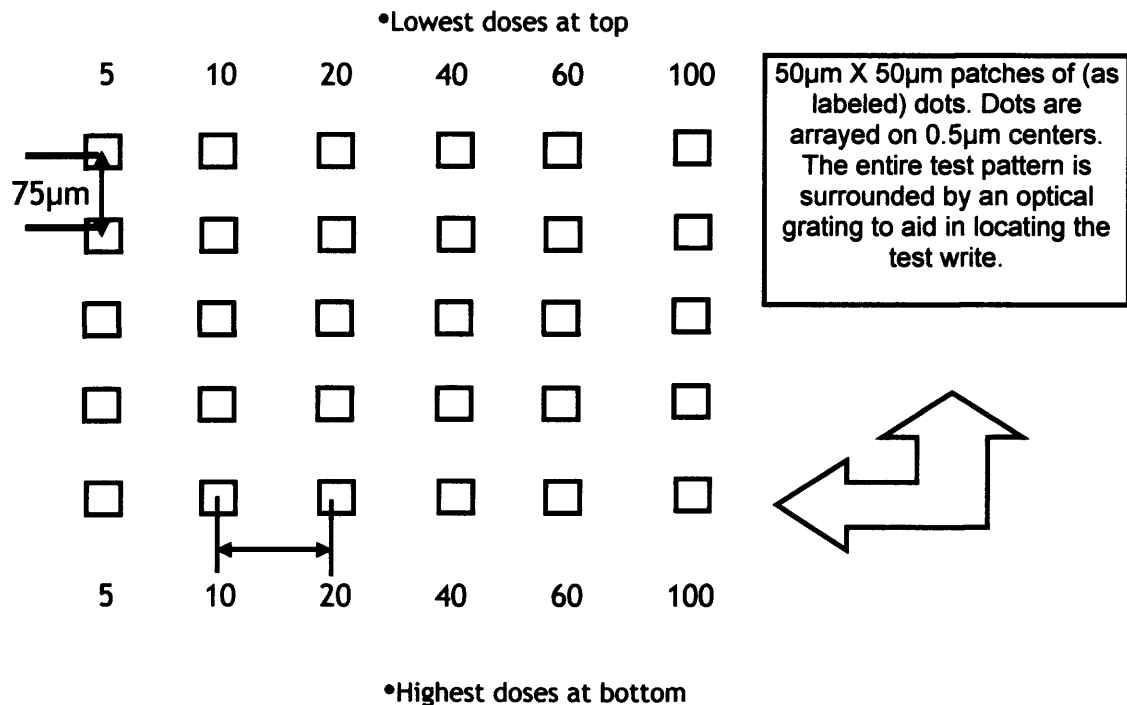 •Lowest doses at top
5 10 20 40 60 100
50µm X 50µm patches of (as
labeled) dots. Dots are
arrayed on 0.5µm centers.
The entire test pattern is
surrounded by an optical
grating to aid in locating the
test write.
75µm
5 10 20 40 60 100
•Highest doses at bottom